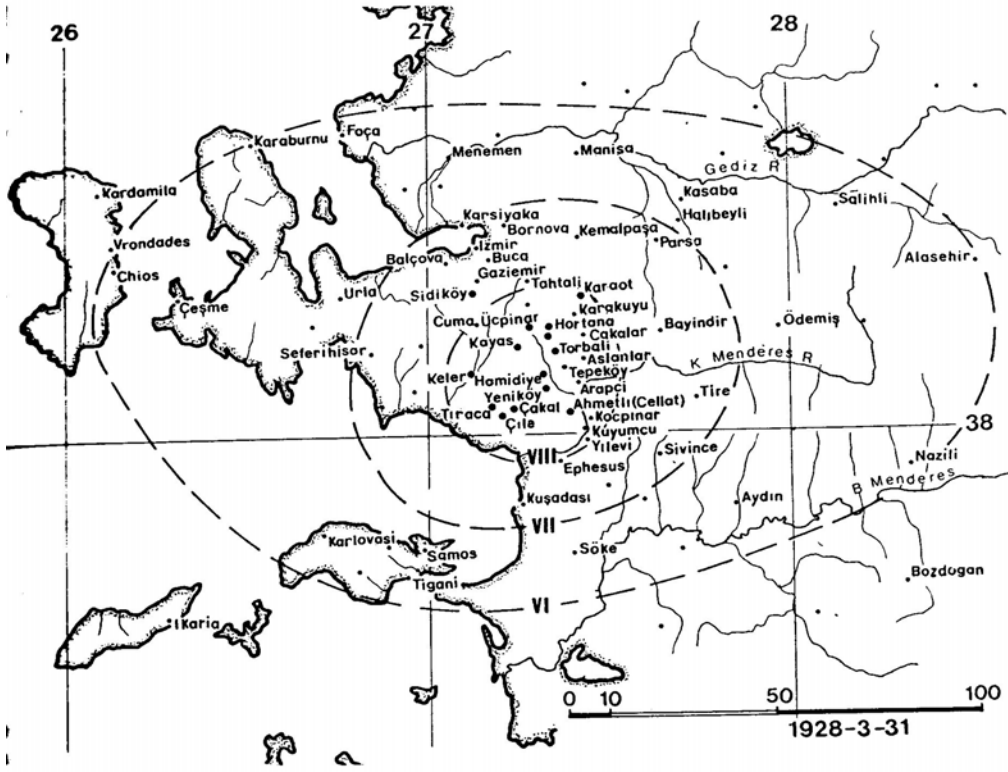 26
27
28
Karaburnu
Foça
Menemen
Manişa
Gediz R
Kardamila
Kasaba
Halibeyli
Salihli
Karsiyaka
Bornova
Kemalpaşa
Parsa
Vrondades
Izmir
Balçova
Buca
Alasehir
Chios
Gaziemir
Tahtali
Karaot
Çeşme
Urla
Sidiköy
Karakuyu
Cuma
Üçpinar
Hortana
Bayindir
Ödemiş
Çakalar
Kayas
Torbali
Seferihisor
Aslanlar
K Menderes R
Keler
Hamidiye
Tepeköy
Arapçi
Yeniköy
Tire
Tiraca
Çakal
Ahmetli (Cellat)
Çile
Koçpinar
38
Kuyumcu
Yilevi
VIII
Sivince
Nazili
Ephesus
B Menderes
Kuşadası
Aydın
VII
Karlovasi
Samos
Söke
Tigani
Bozdogan
VI
Ikaria
0 10 50 100
1928-3-31